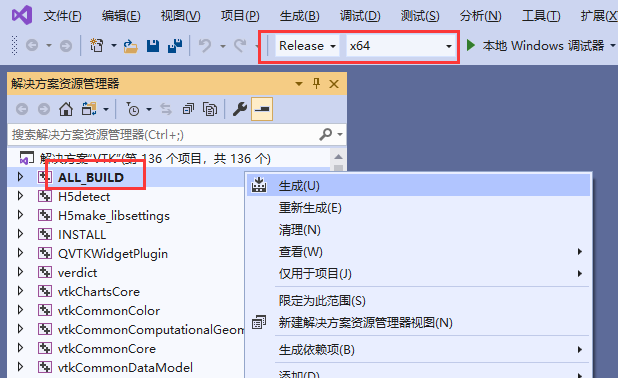 文件(F) 编辑(E) 视图(V) 项目(P) 生成(B) 调试(D) 测试(S) 分析(N) 工具(T) 扩展(X
Release x64 本地 Windows 调试器
解决方案资源管理器
搜索解决方案资源管理器(Ctrl+;)
解决方案"VTK"(第 136 个项目，共 136 个)
ALL_BUILD
H5detect
H5make_libsettings
INSTALL
QVTKWidgetPlugin
verdict
vtkChartsCore
vtkCommonColor
vtkCommonComputationalGeom
vtkCommonCore
vtkCommonDataModel
生成(U)
重新生成(E)
清理(N)
查看(W)
仅用于项目(J)
限定为此范围(S)
新建解决方案资源管理器视图(N)
生成依赖项(B)